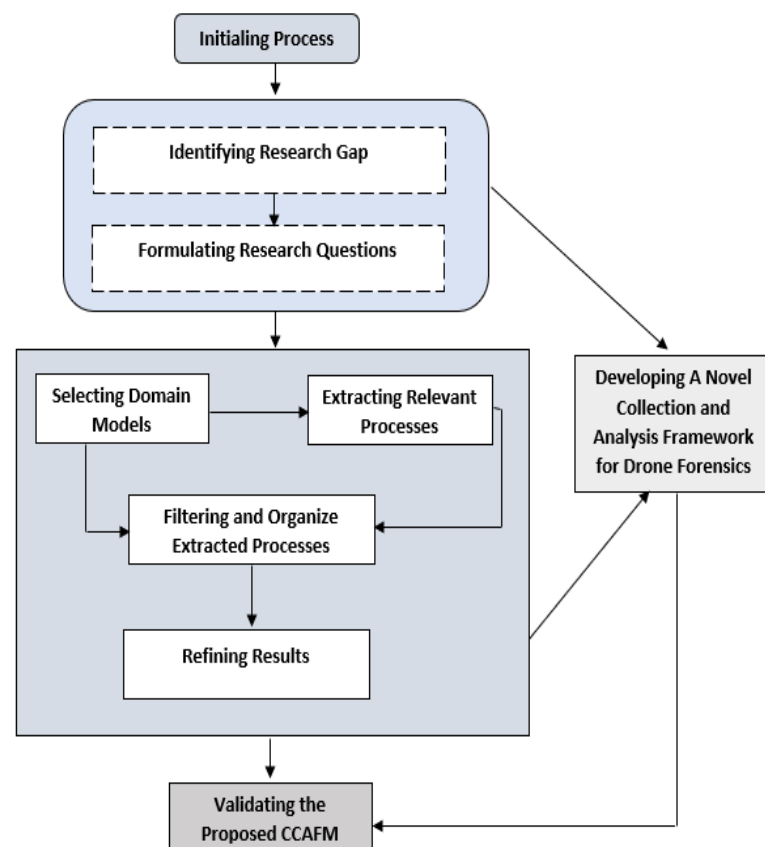 Initialing Process
Identifying Research Gap
Formulating Research Questions
Selecting Domain
Models
Extracting Relevant
Processes
Filtering and Organize
Extracted Processes
Refining Results
Developing A Novel
Collection and
Analysis Framework
for Drone Forensics
Validating the
Proposed CCAFM